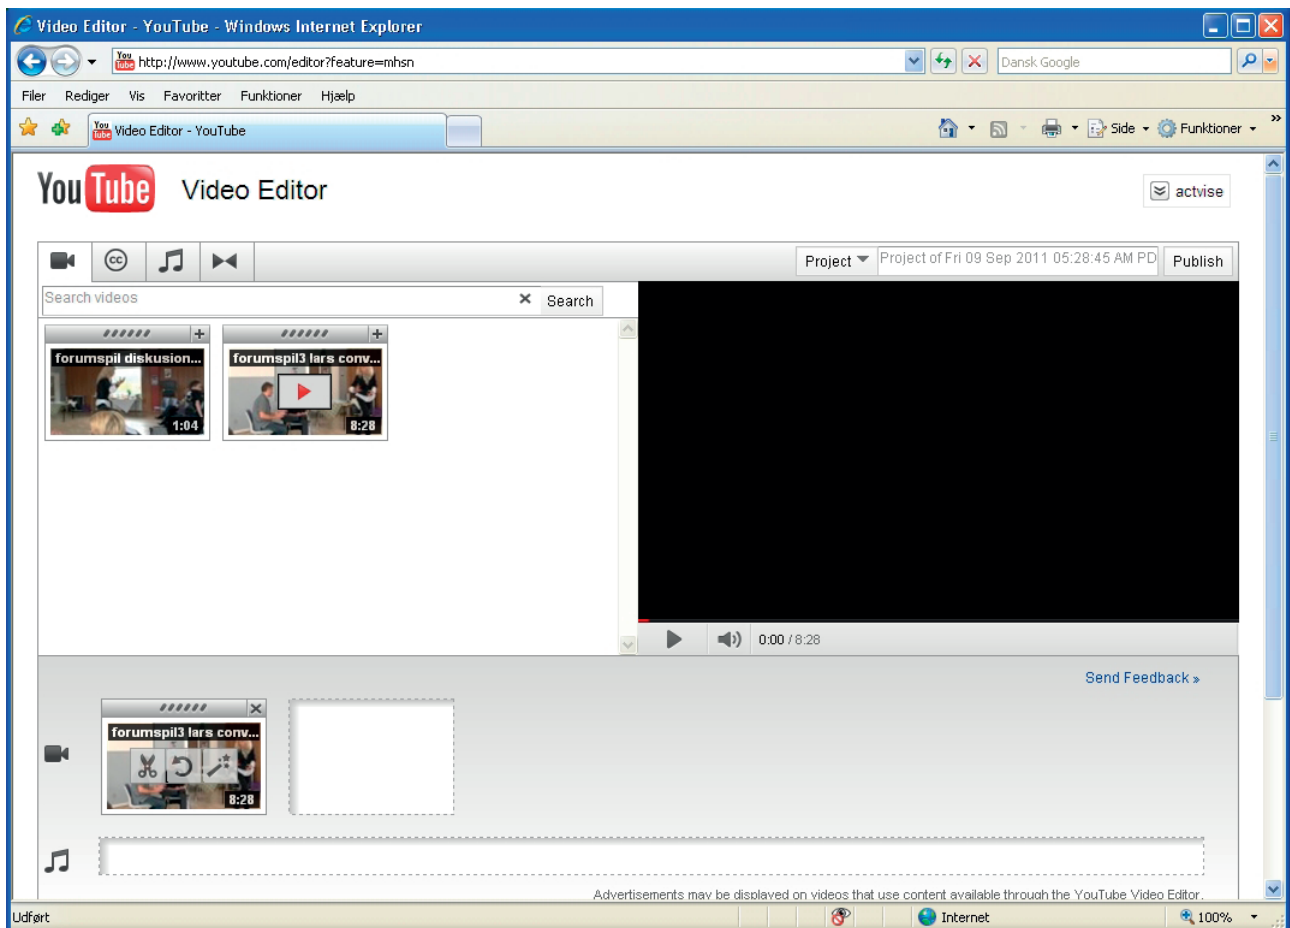 Video Editor - YouTube - Windows Internet Explorer
http://www.youtube.com/editor?feature=mhsn
Dansk Google
Filer Rediger Vis Favoritter Funktioner Hjælp
Video Editor - YouTube
Side Funktioner »
YouTube Video Editor
actvise
cc
Project Project of Fri 09 Sep 2011 05:28:45 AM PD Publish
Search videos × Search
forumspil diskusion...
1:04
forumspil3 lars conv...
8:28
0:00 / 8:28
Send Feedback »
forumspil3 lars conv...
8:28
Advertisements may be displayed on videos that use content available through the YouTube Video Editor.
Udført
Internet
100%